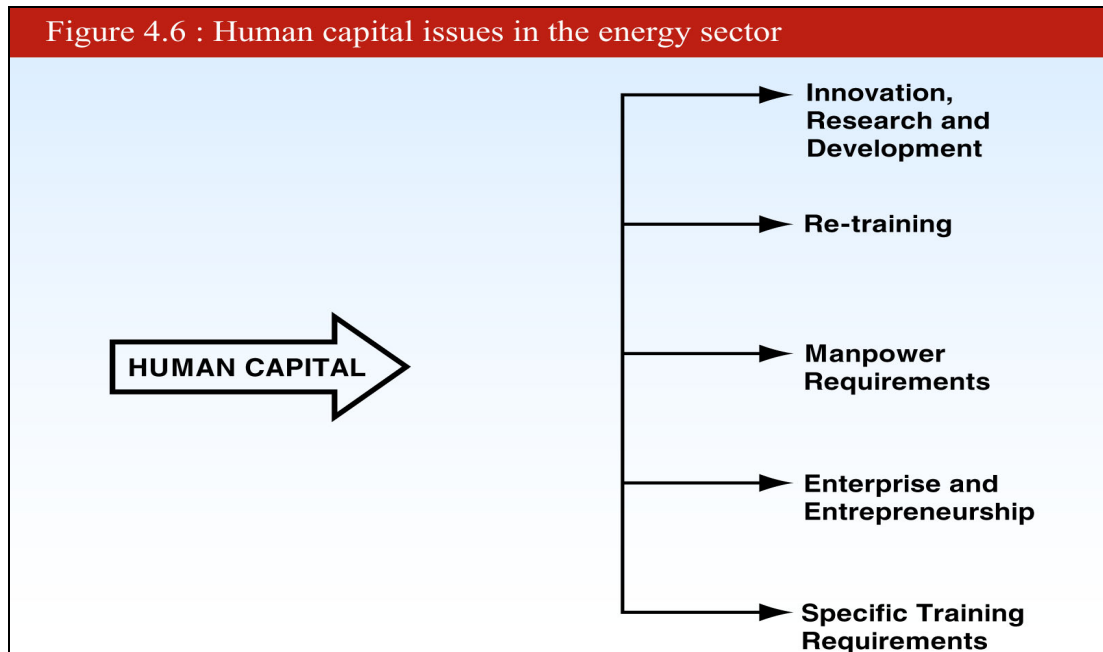 Figure 4.6 : Human capital issues in the energy sector
HUMAN CAPITAL
Innovation,
Research and
Development
Re-training
Manpower
Requirements
Enterprise and
Entrepreneurship
Specific Training
Requirements